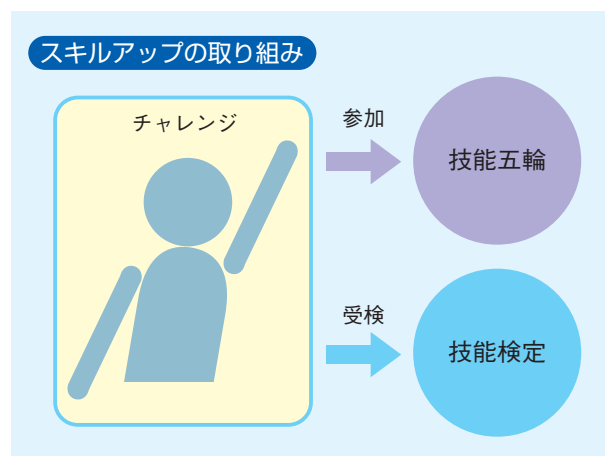 スキルアップの取り組み
チャレンジ
参加
技能五輪
受検
技能検定